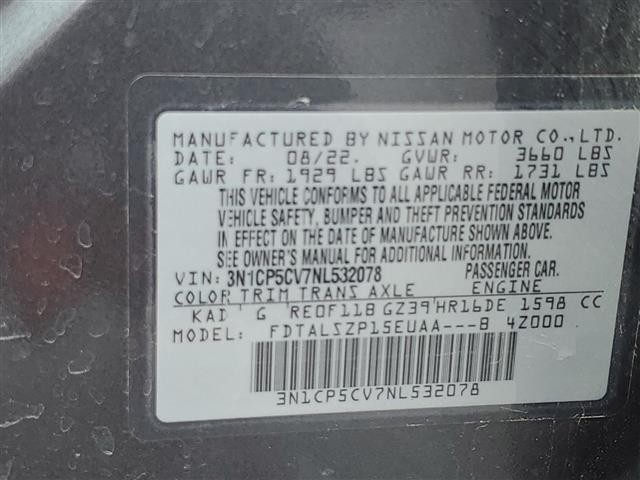 MANUFACTURED BY NISSAN MOTOR CO.,LTD.
DATE: 08/22. GVWR: 3660 LBS
GAWR FR: 1929 LBS GAWR RR: 1731 LBS
THIS VEHICLE CONFORMS TO ALL APPLICABLE FEDERAL MOTOR
VEHICLE SAFETY, BUMPER AND THEFT PREVENTION STANDARDS
IN EFFECT ON THE DATE OF MANUFACTURE SHOWN ABOVE.
SEE OWNER'S MANUAL FOR ADDITIONAL INFORMATION.
VIN: 3N1CP5CV7NL532078 PASSENGER CAR.
COLOR TRIM TRANS AXLE ENGINE
KAD G RE0F11B GZ39 HR16DE 1598 CC
MODEL: FDTALSZP15EUAA---B 4Z000
3N1CP5CV7NL532078